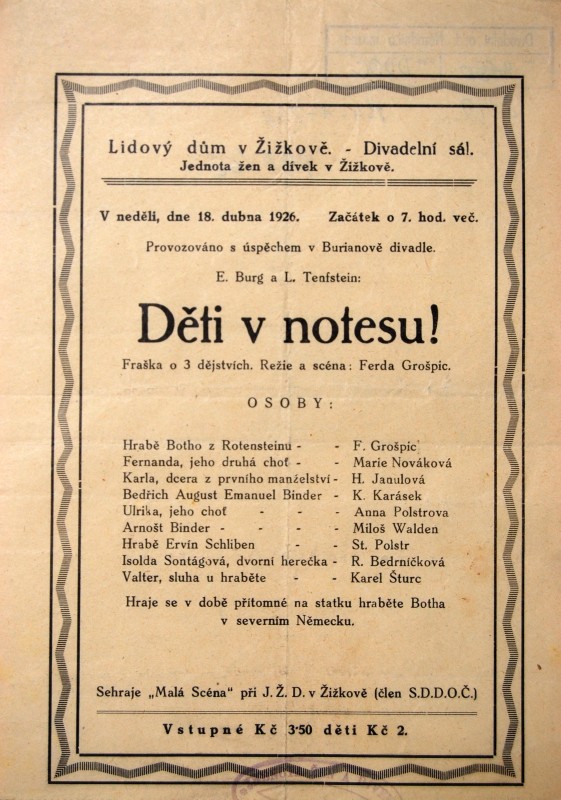 Lidový dům v Žižkově. - Divadelní sál.
Jednota žen a dívek v Žižkově.
V neděli, dne 18. dubna 1926. Začátek o 7. hod. več.
Provozováno s úspěchem v Burianově divadle.
E. Burg a L. Tenfstein:
Děti v notesu!
Fraška o 3 dějstvích. Režie a scéna: Ferda Grošpic.
OSOBY:
Hrabě Botho z Rotensteinu - - F. Grošpic
Fernanda, jeho druhá choť - - Marie Nováková
Karla, dcera z prvního manželství - H. Janulová
Bedřich August Emanuel Binder - K. Karásek
Ulrika, jeho choť - - - Anna Polstrova
Arnošt Binder - - - - Miloš Walden
Hrabě Ervín Schliben - - St. Polstr
Isolda Sontágová, dvorní herečka - R. Bedrníčková
Valter, sluha u hraběte - - Karel Šturc
Hraje se v době přítomné na statku hraběte Botha
v severním Německu.
Sehraje „Malá Scéna" při J. Ž. D. v Žižkově (člen S.D.D.O.Č.)
Vstupné Kč 3·50 děti Kč 2.